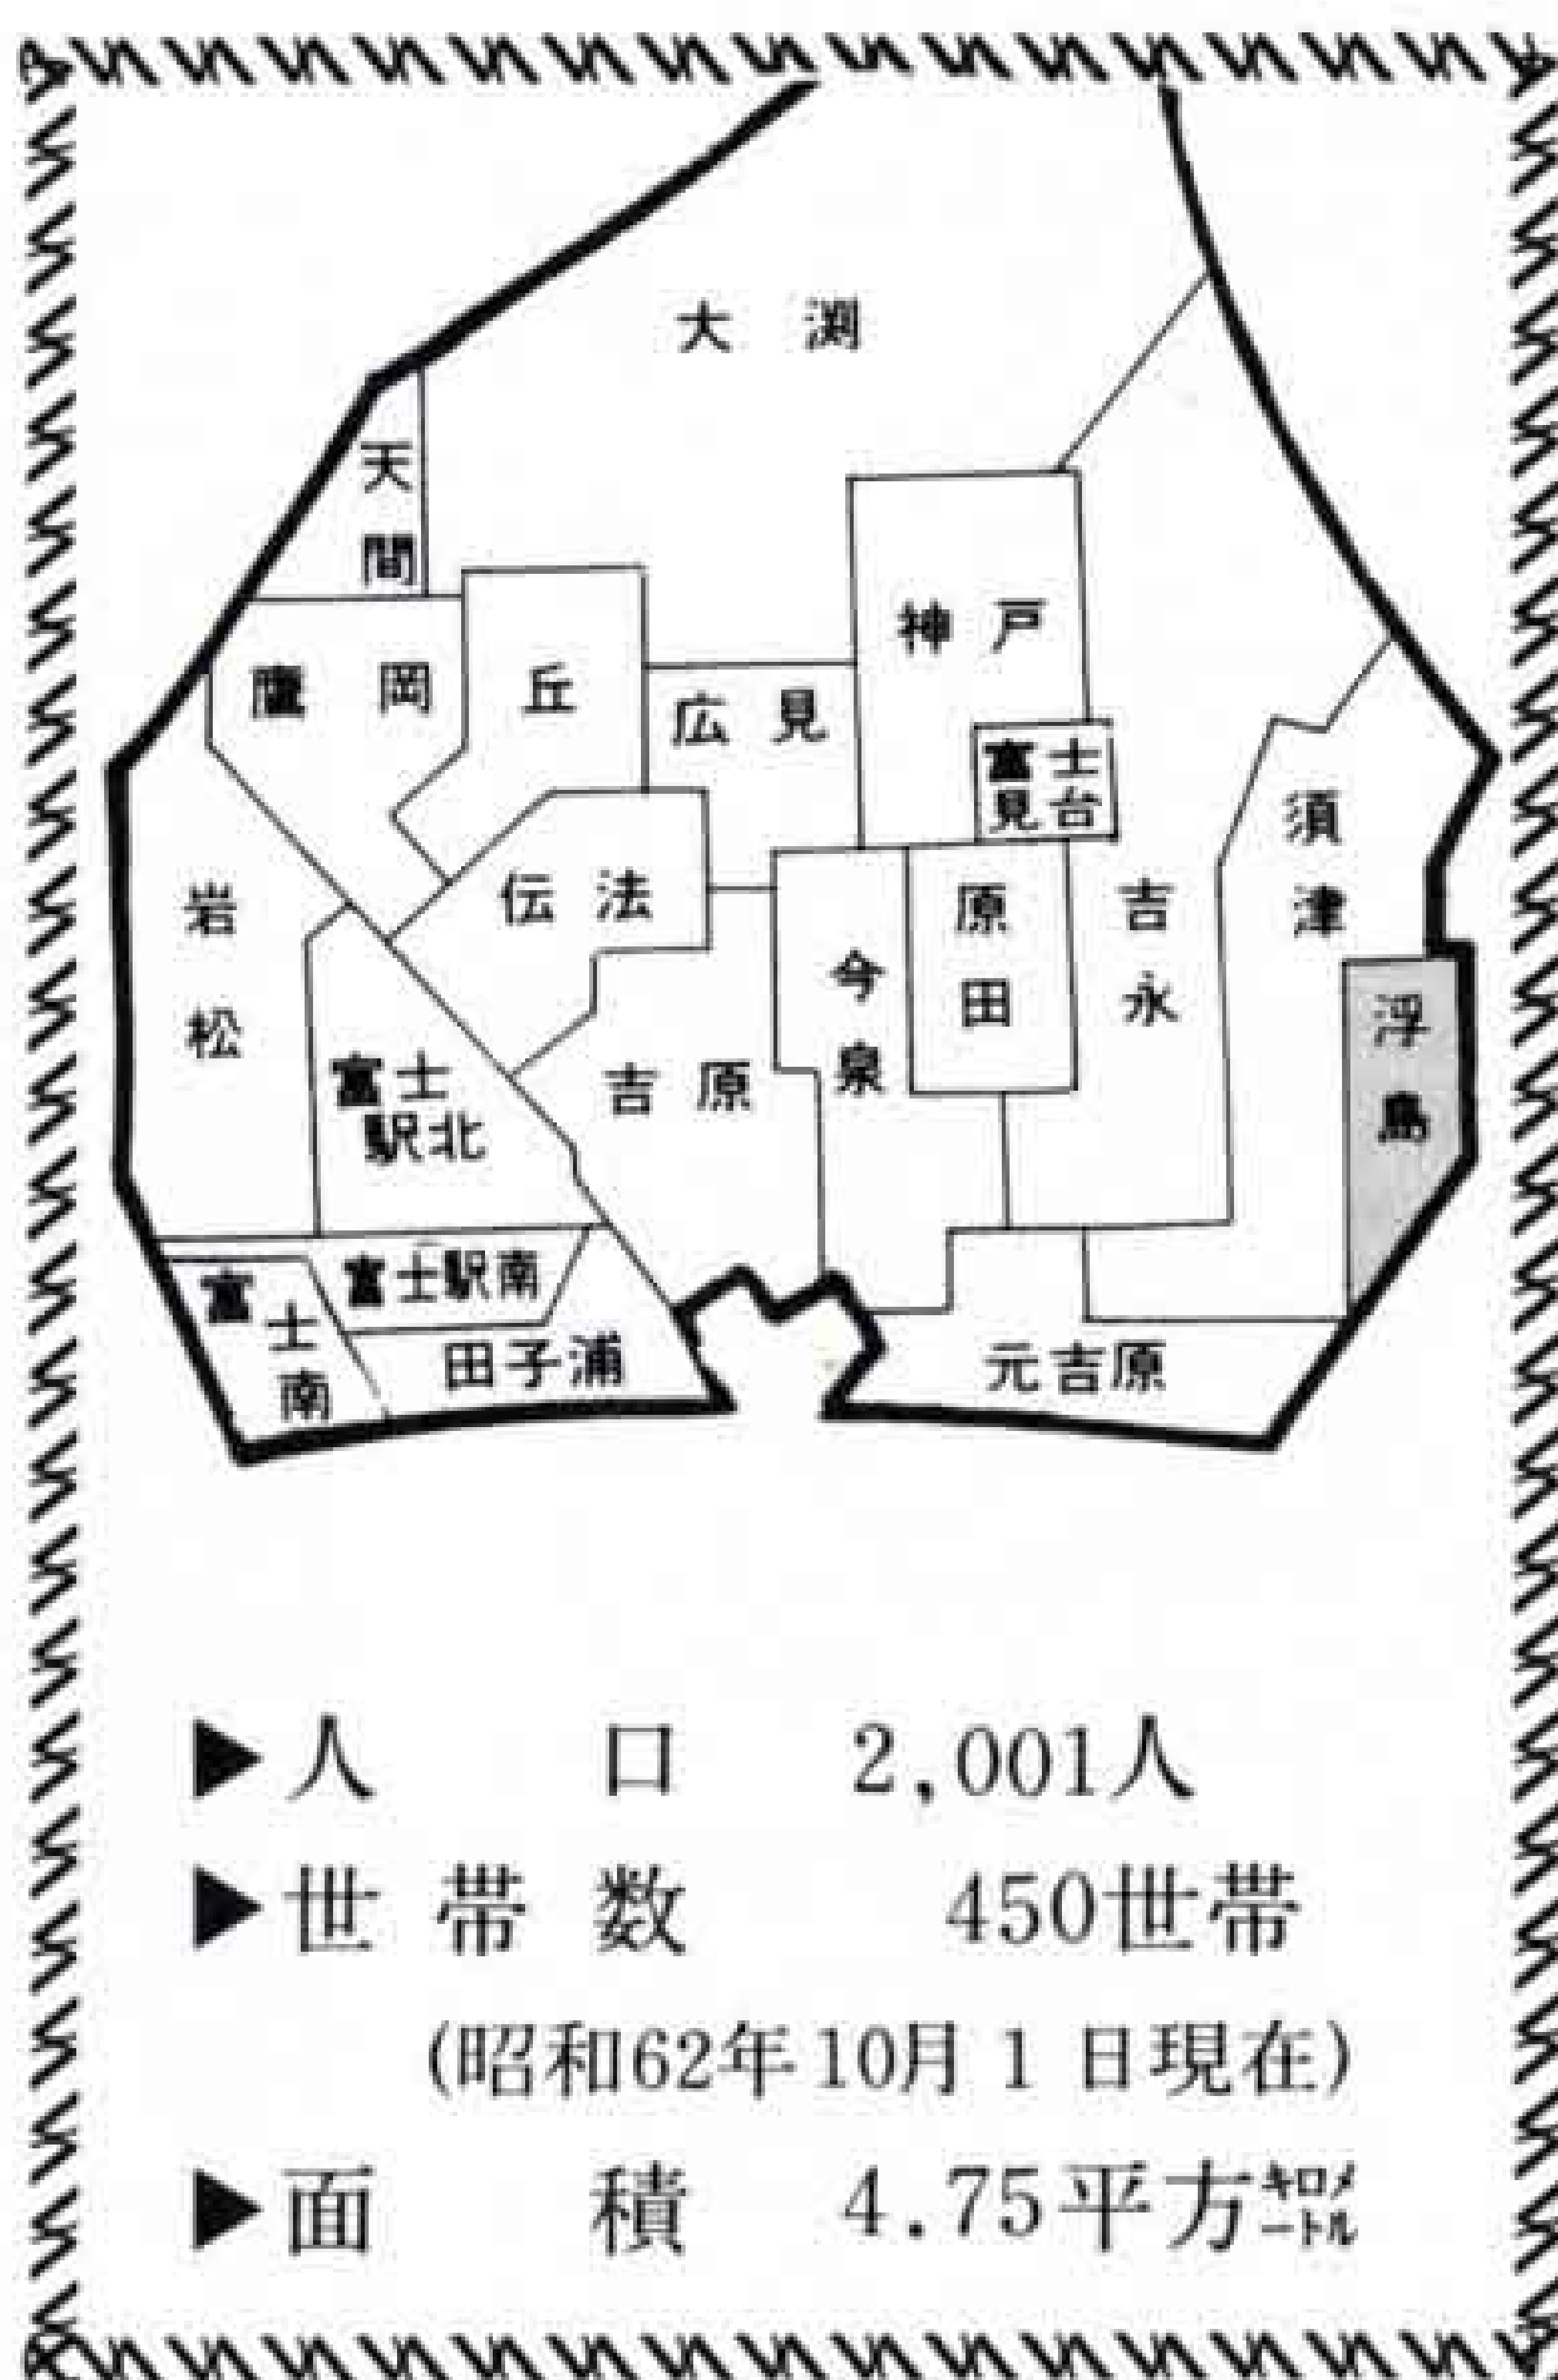 大渕
天間
神戸
鷹岡
丘
広見
富士
見台
須津
岩松
伝法
原田
吉永
今泉
浮島
富士
駅北
吉原
富士駅南
富士南
田子浦
元吉原
▶人口 2,001人
▶世帯数 450世帯
(昭和62年10月1日現在)
▶面積 4.75平方キロメートル